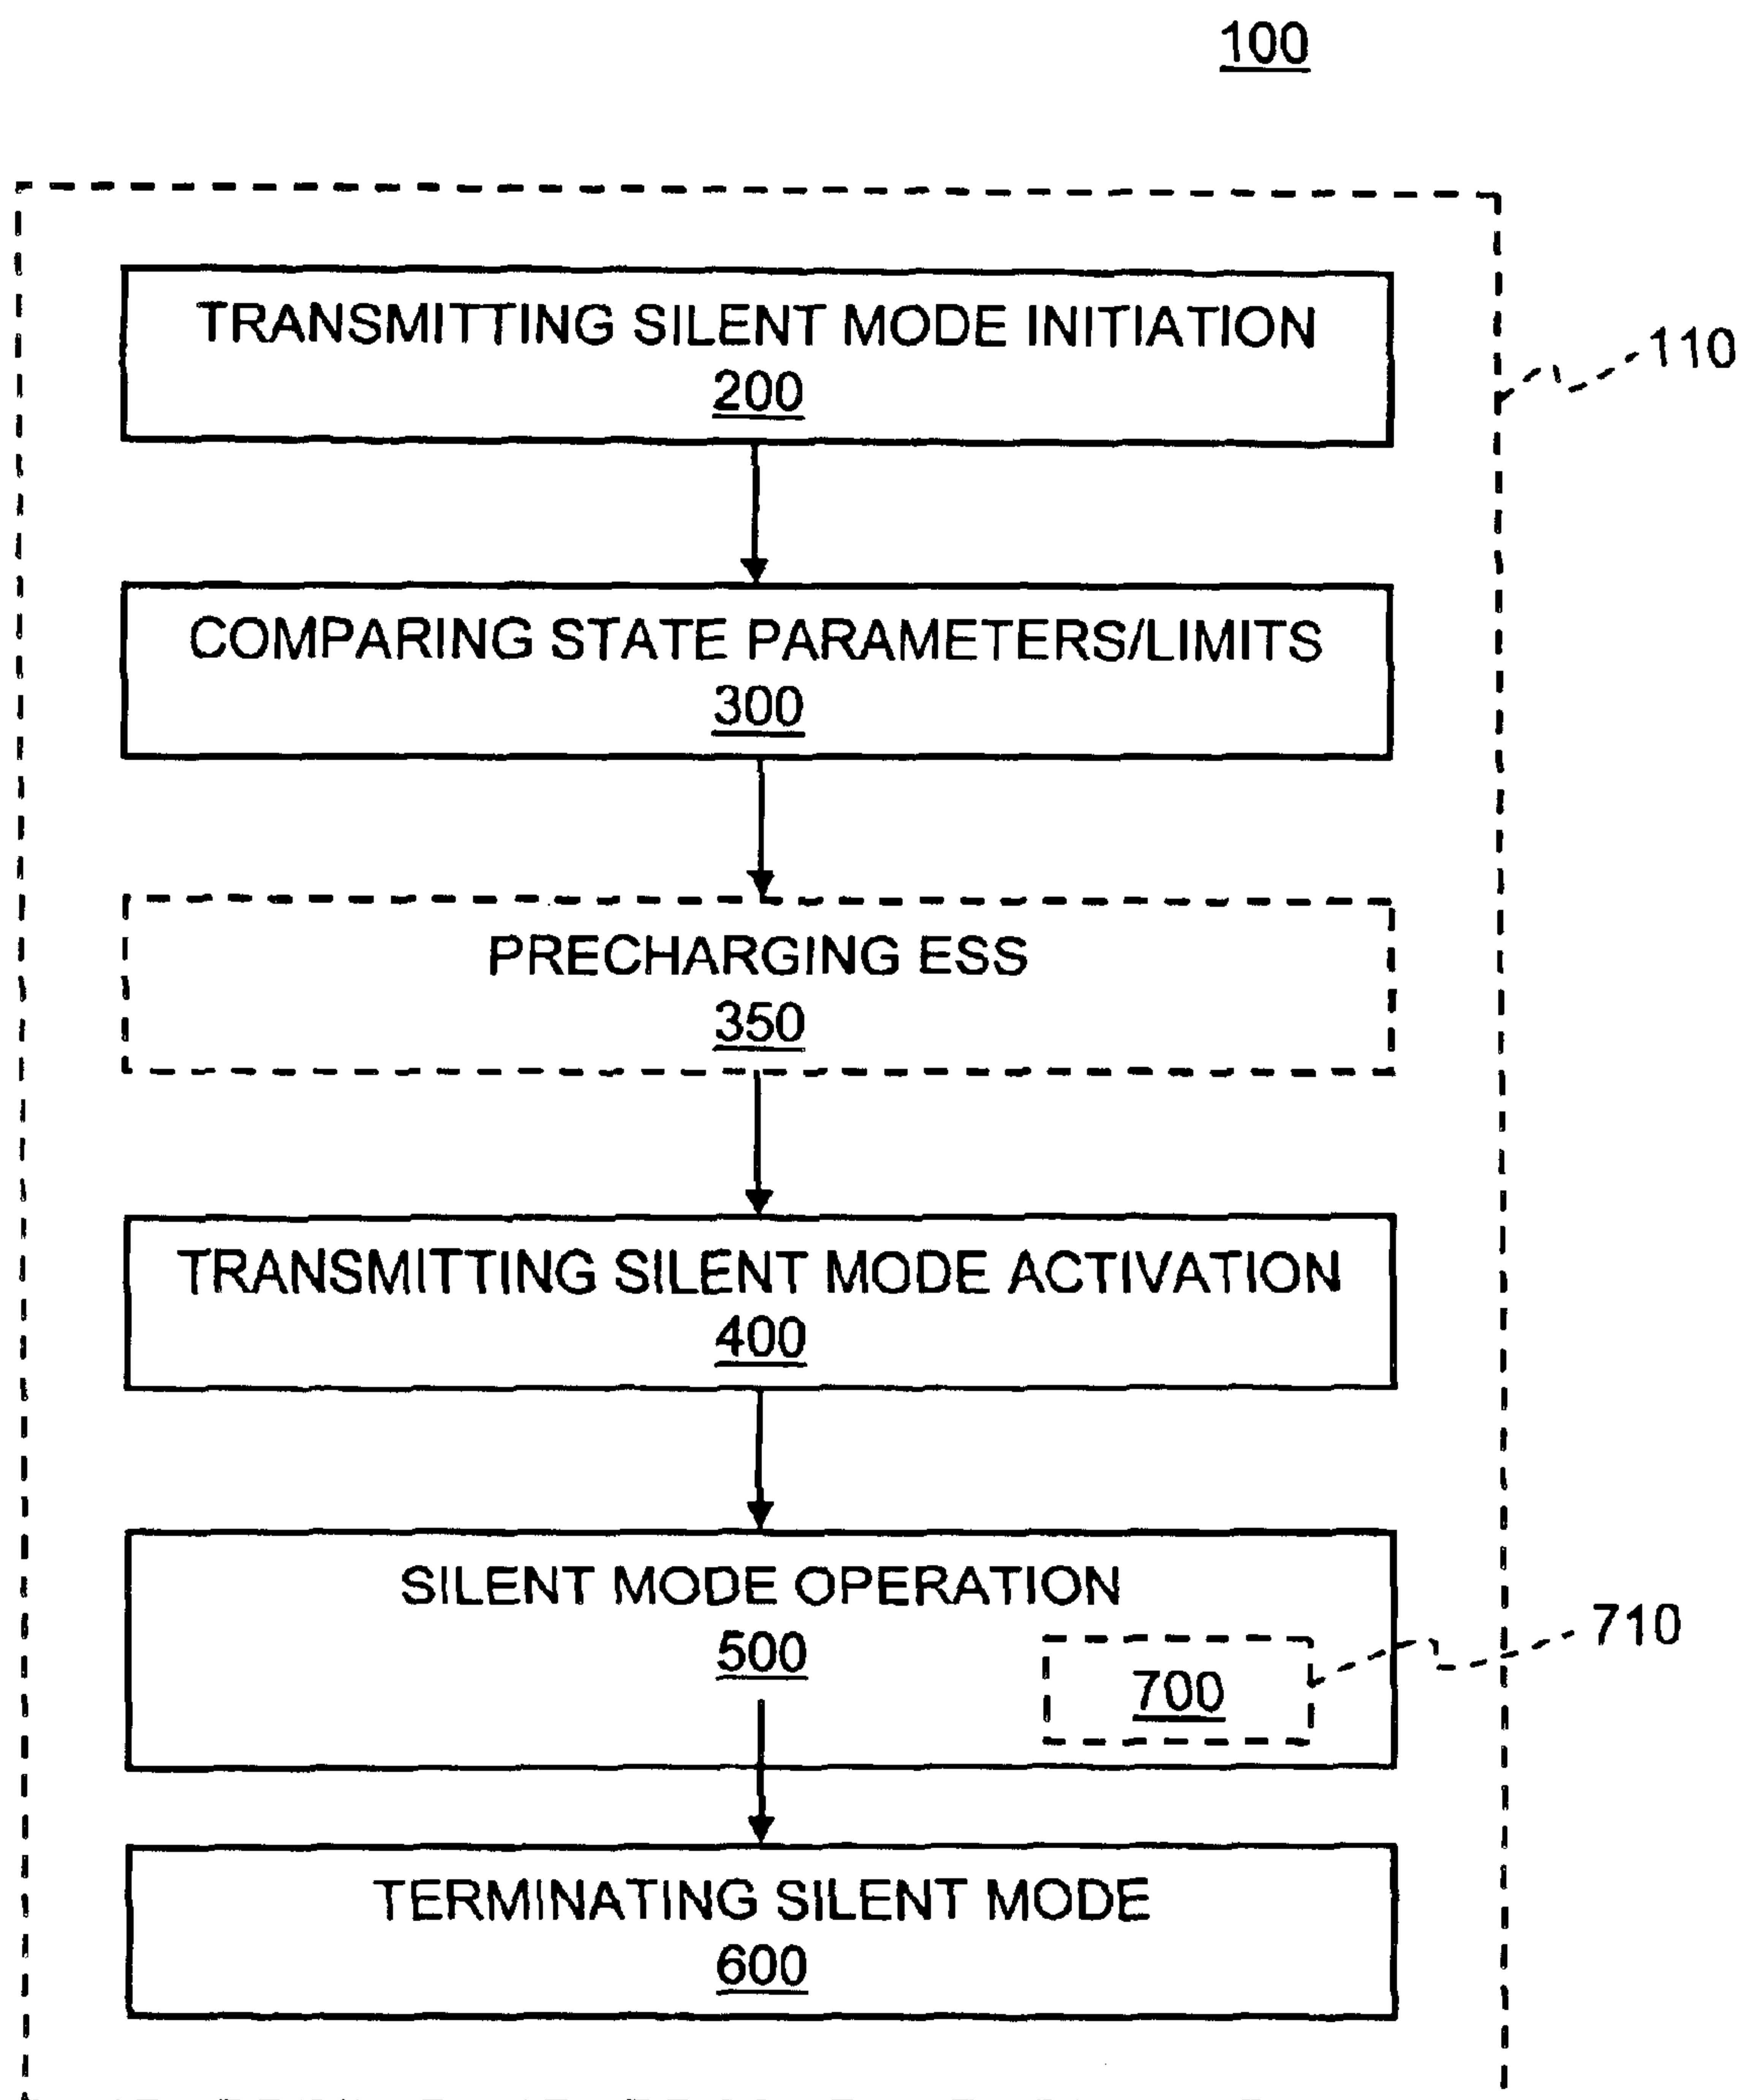 100
TRANSMITTING SILENT MODE INITIATION
200
110
COMPARING STATE PARAMETERS/LIMITS
300
PRECHARGING ESS
350
TRANSMITTING SILENT MODE ACTIVATION
400
SILENT MODE OPERATION
500
700
710
TERMINATING SILENT MODE
600